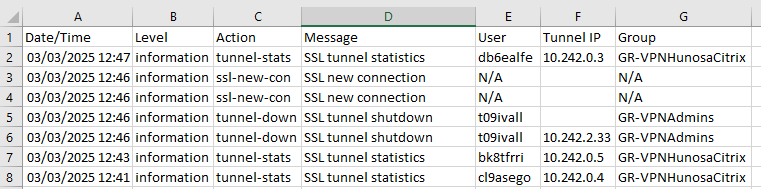 A B C D E F G
1 Date/Time Level Action Message User Tunnel IP Group
2 03/03/2025 12:47 information tunnel-stats SSL tunnel statistics db6ealfe 10.242.0.3 GR-VPNHunosaCitrix
3 03/03/2025 12:46 information ssl-new-con SSL new connection N/A N/A
4 03/03/2025 12:46 information ssl-new-con SSL new connection N/A N/A
5 03/03/2025 12:46 information tunnel-down SSL tunnel shutdown t09ivall GR-VPNAdmins
6 03/03/2025 12:46 information tunnel-down SSL tunnel shutdown t09ivall 10.242.2.33 GR-VPNAdmins
7 03/03/2025 12:43 information tunnel-stats SSL tunnel statistics bk8tfrri 10.242.0.5 GR-VPNHunosaCitrix
8 03/03/2025 12:41 information tunnel-stats SSL tunnel statistics cl9asego 10.242.0.4 GR-VPNHunosaCitrix